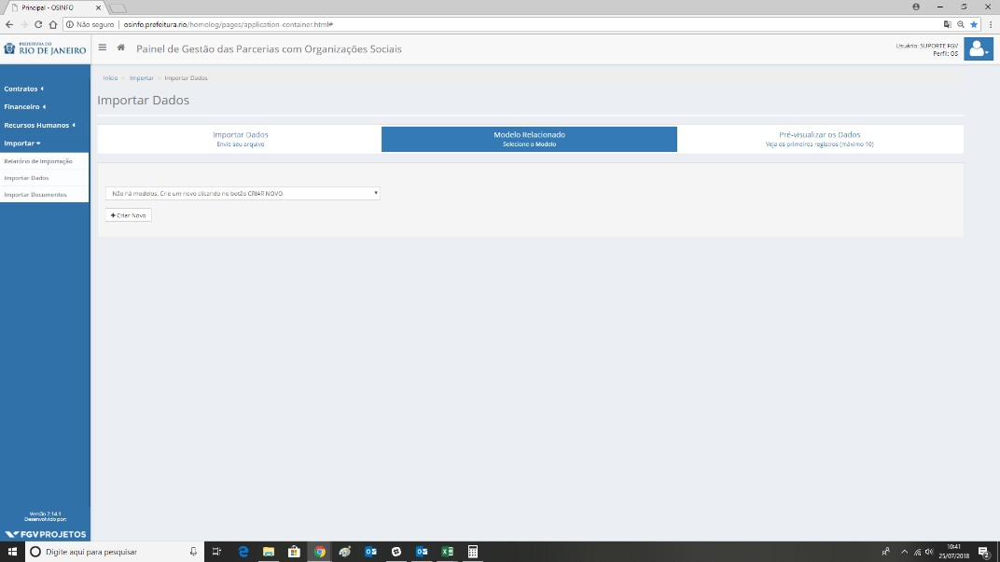 Principal - OSINFO
Não seguro | osinfo.prefeitura.rio/homolog/pages/application-container.html#
PREFEITURA DO
RIO DE JANEIRO
Painel de Gestão das Parcerias com Organizações Sociais
Usuário: SUPORTE FGV
Perfil: OS
Contratos
Financeiro
Recursos Humanos
Importar
Relatório de Importação
Importar Dados
Importar Documentos
Início > Importar > Importar Dados
Importar Dados
Importar Dados
Envie seu arquivo
Modelo Relacionado
Selecione o Modelo
Pré-visualizar os Dados
Veja os primeiros registros (máximo 10)
Não há modelos. Crie um novo clicando no botão CRIAR NOVO.
+ Criar Novo
Versão 2.14.1
Desenvolvido por:
FGV PROJETOS
Digite aqui para pesquisar
10:41
25/07/2018
2